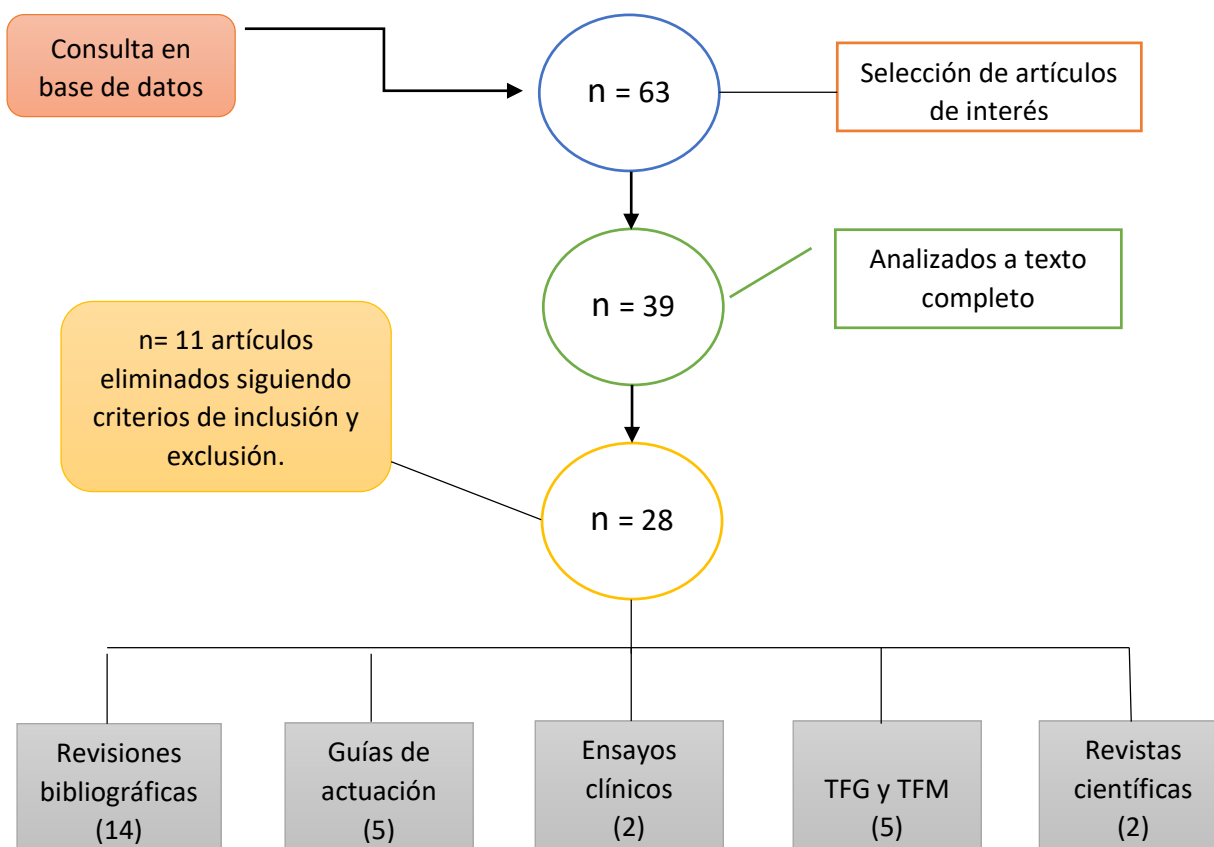 Consulta en
base de datos
n = 63
Selección de artículos
de interés
n = 39
Analizados a texto
completo
n= 11 artículos
eliminados siguiendo
criterios de inclusión y
exclusión.
n = 28
Revisiones
bibliográficas
(14)
Guías de
actuación
(5)
Ensayos
clínicos
(2)
TFG y TFM
(5)
Revistas
científicas
(2)